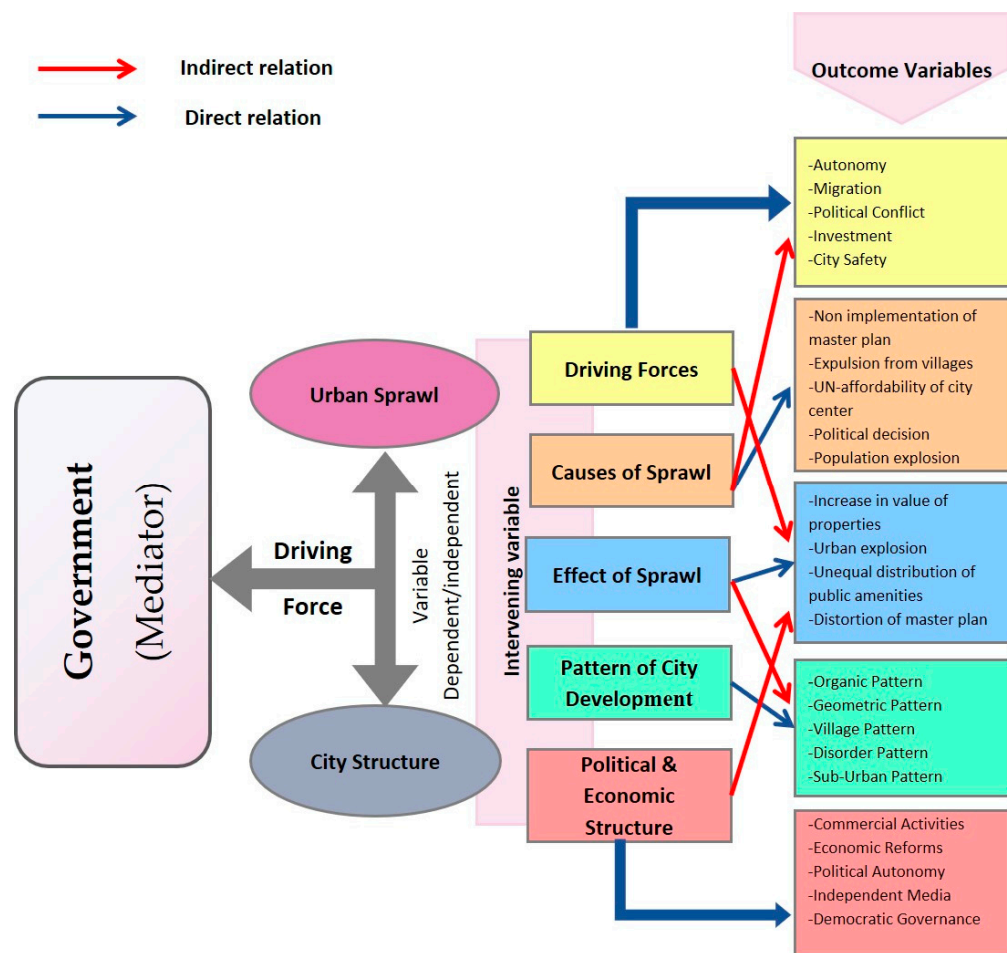 Indirect relation
Direct relation
Outcome Variables
Government
(Mediator)
Driving
Force
Urban Sprawl
City Structure
Variable
Dependent/independent
Intervening variable
Driving Forces
Causes of Sprawl
Effect of Sprawl
Pattern of City
Development
Political &
Economic
Structure
-Autonomy
-Migration
-Political Conflict
-Investment
-City Safety
-Non implementation of
master plan
-Expulsion from villages
-UN-affordability of city
center
-Political decision
-Population explosion
-Increase in value of
properties
-Urban explosion
-Unequal distribution of
public amenities
-Distortion of master plan
-Organic Pattern
-Geometric Pattern
-Village Pattern
-Disorder Pattern
-Sub-Urban Pattern
-Commercial Activities
-Economic Reforms
-Political Autonomy
-Independent Media
-Democratic Governance